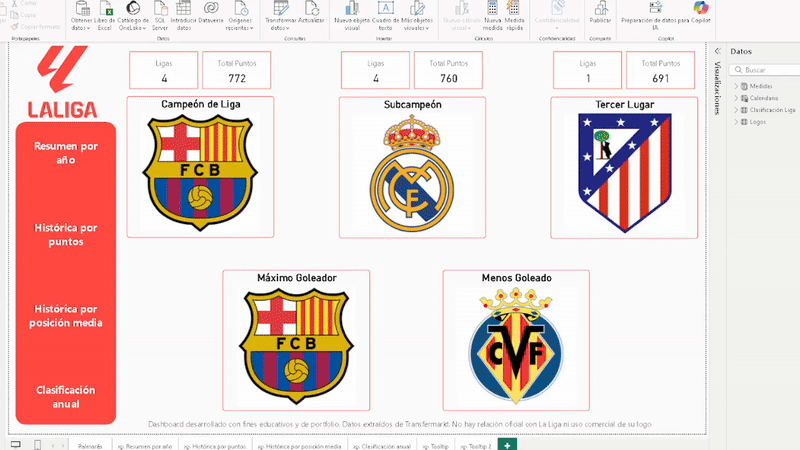 Cortar
Copiar
Copiar formato
Portapapeles
Obtener datos
Libro de Excel
Catálogo de OneLake
SQL Server
Introducir datos
Dataverse
Orígenes recientes
Datos
Transformar datos
Actualizar
Consultas
Nuevo objeto visual
Cuadro de texto
Más objetos visuales
Insertar
Nuevo cálculo visual
Nueva medida
Medida rápida
Cálculos
Confidencialidad
Confidencialidad
Publicar
Compartir
Preparación de datos para IA
Copilot
Copilot
LALIGA
Resumen por año
Histórica por puntos
Histórica por posición media
Clasificación anual
Ligas
4
Total Puntos
772
Ligas
4
Total Puntos
760
Ligas
1
Total Puntos
691
Campeón de Liga
FCB
Subcampeón
Tercer Lugar
Máximo Goleador
FCB
Menos Goleado
CVF
Dashboard desarrollado con fines educativos y de portfolio. Datos extraídos de Transfermarkt. No hay relación oficial con La Liga ni uso comercial de su logo
Visualizaciones
Datos
Buscar
Medidas
Calendario
Clasificación Liga
Logos
Palmarés
Resumen por año
Histórica por puntos
Histórica por posición media
Clasificación anual
Tooltip
Tooltip 2